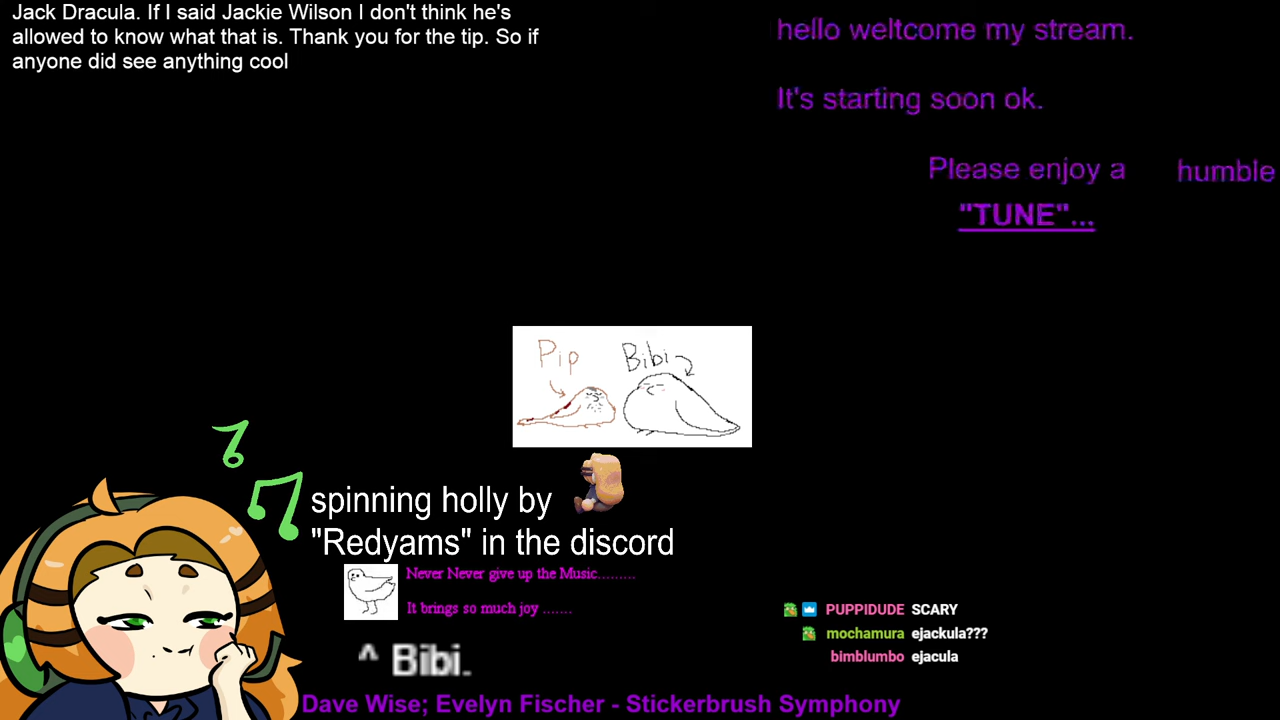 Jack Dracula. If I said Jackie Wilson I don't think he's
allowed to know what that is. Thank you for the tip. So if
anyone did see anything cool
hello weltcome my stream.
It's starting soon ok.
Please enjoy a humble
"TUNE"...
Pip Bibi
spinning holly by
"Redyams" in the discord
Never Never give up the Music.........
It brings so much joy .......
^ Bibi.
PUPPIDUDE SCARY
mochamura ejackula???
bimblumbo ejacula
Dave Wise; Evelyn Fischer - Stickerbrush Symphony